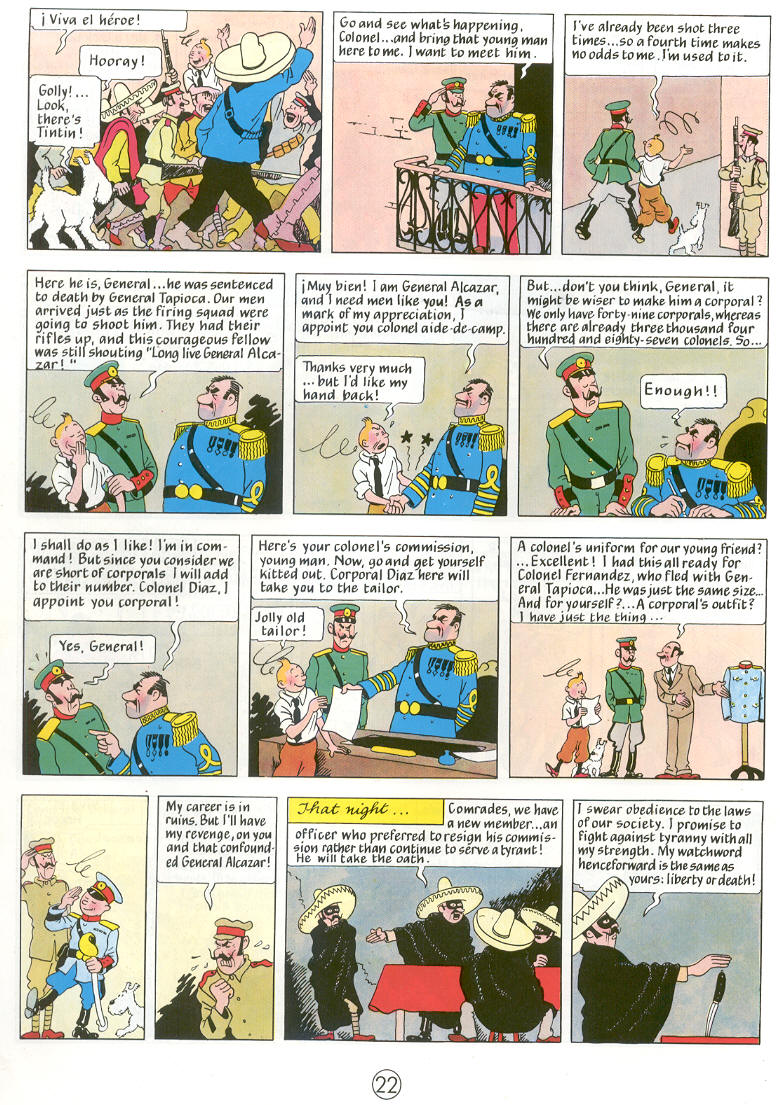 ¡Viva el héroe!
Hooray!
Golly!...
Look,
there's
Tintin!
Go and see what's happening,
Colonel...and bring that young man
here to me. I want to meet him.
I've already been shot three
times...so a fourth time makes
no odds to me. I'm used to it.
Here he is, General...he was sentenced
to death by General Tapioca. Our men
arrived just as the firing squad were
going to shoot him. They had their
rifles up, and this courageous fellow
was still shouting "Long live General Alca-
zar!"
¡Muy bien! I am General Alcazar,
and I need men like you! As a
mark of my appreciation, I
appoint you colonel aide-de-camp.
Thanks very much
...but I'd like my
hand back!
But...don't you think, General, it
might be wiser to make him a corporal?
We only have forty-nine corporals, whereas
there are already three thousand four
hundred and eighty-seven colonels. So...
Enough!!
I shall do as I like! I'm in com-
mand! But since you consider we
are short of corporals I will add
to their number. Colonel Diaz, I
appoint you corporal!
Yes, General!
Here's your colonel's commission,
young man. Now, go and get yourself
kitted out. Corporal Diaz here will
take you to the tailor.
Jolly old
tailor!
A colonel's uniform for our young friend?
...Excellent! I had this all ready for
Colonel Fernandez, who fled with Gen-
eral Tapioca...He was just the same size...
And for yourself?...A corporal's outfit?
I have just the thing...
My career is in
ruins. But I'll have
my revenge, on you
and that confound-
ed General Alcazar!
That night...
Comrades, we have
a new member...an
officer who preferred to resign his commis-
sion rather than continue to serve a tyrant!
He will take the oath.
I swear obedience to the laws
of our society. I promise to
fight against tyranny with all
my strength. My watchword
henceforward is the same as
yours: liberty or death!
22